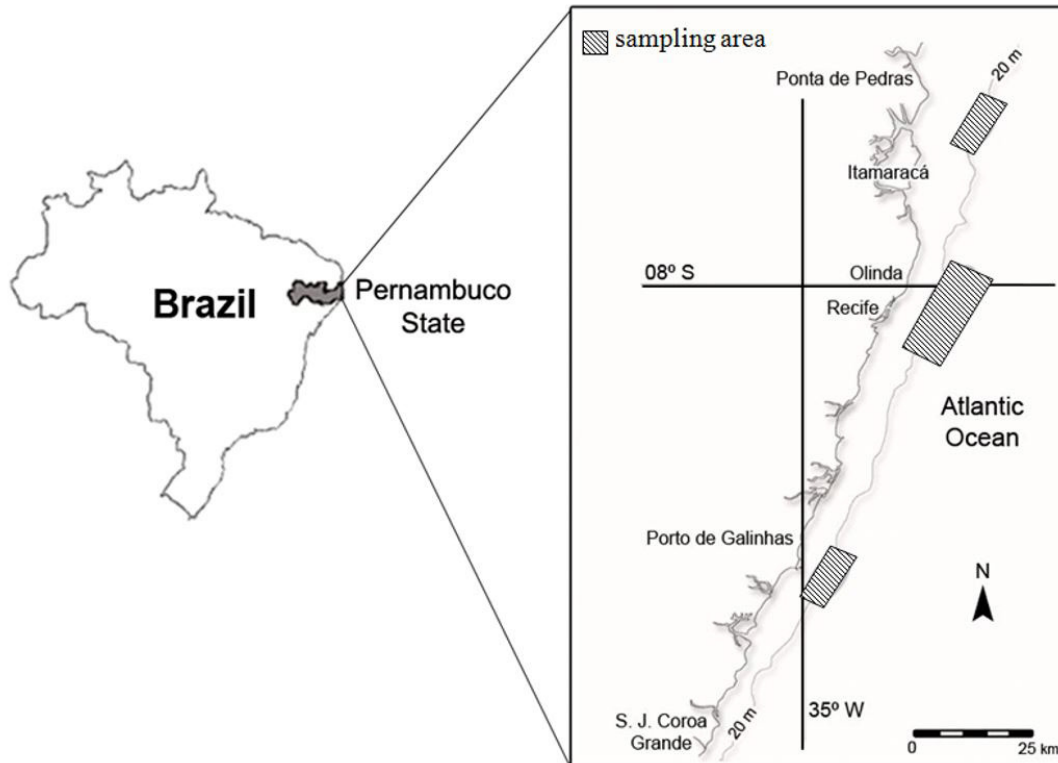 Brazil
Pernambuco
State
sampling area
20 m
Ponta de Pedras
Itamaracá
08º S
Olinda
Recife
Atlantic
Ocean
Porto de Galinhas
N
S. J. Coroa
Grande
20 m
35º W
0 25 km